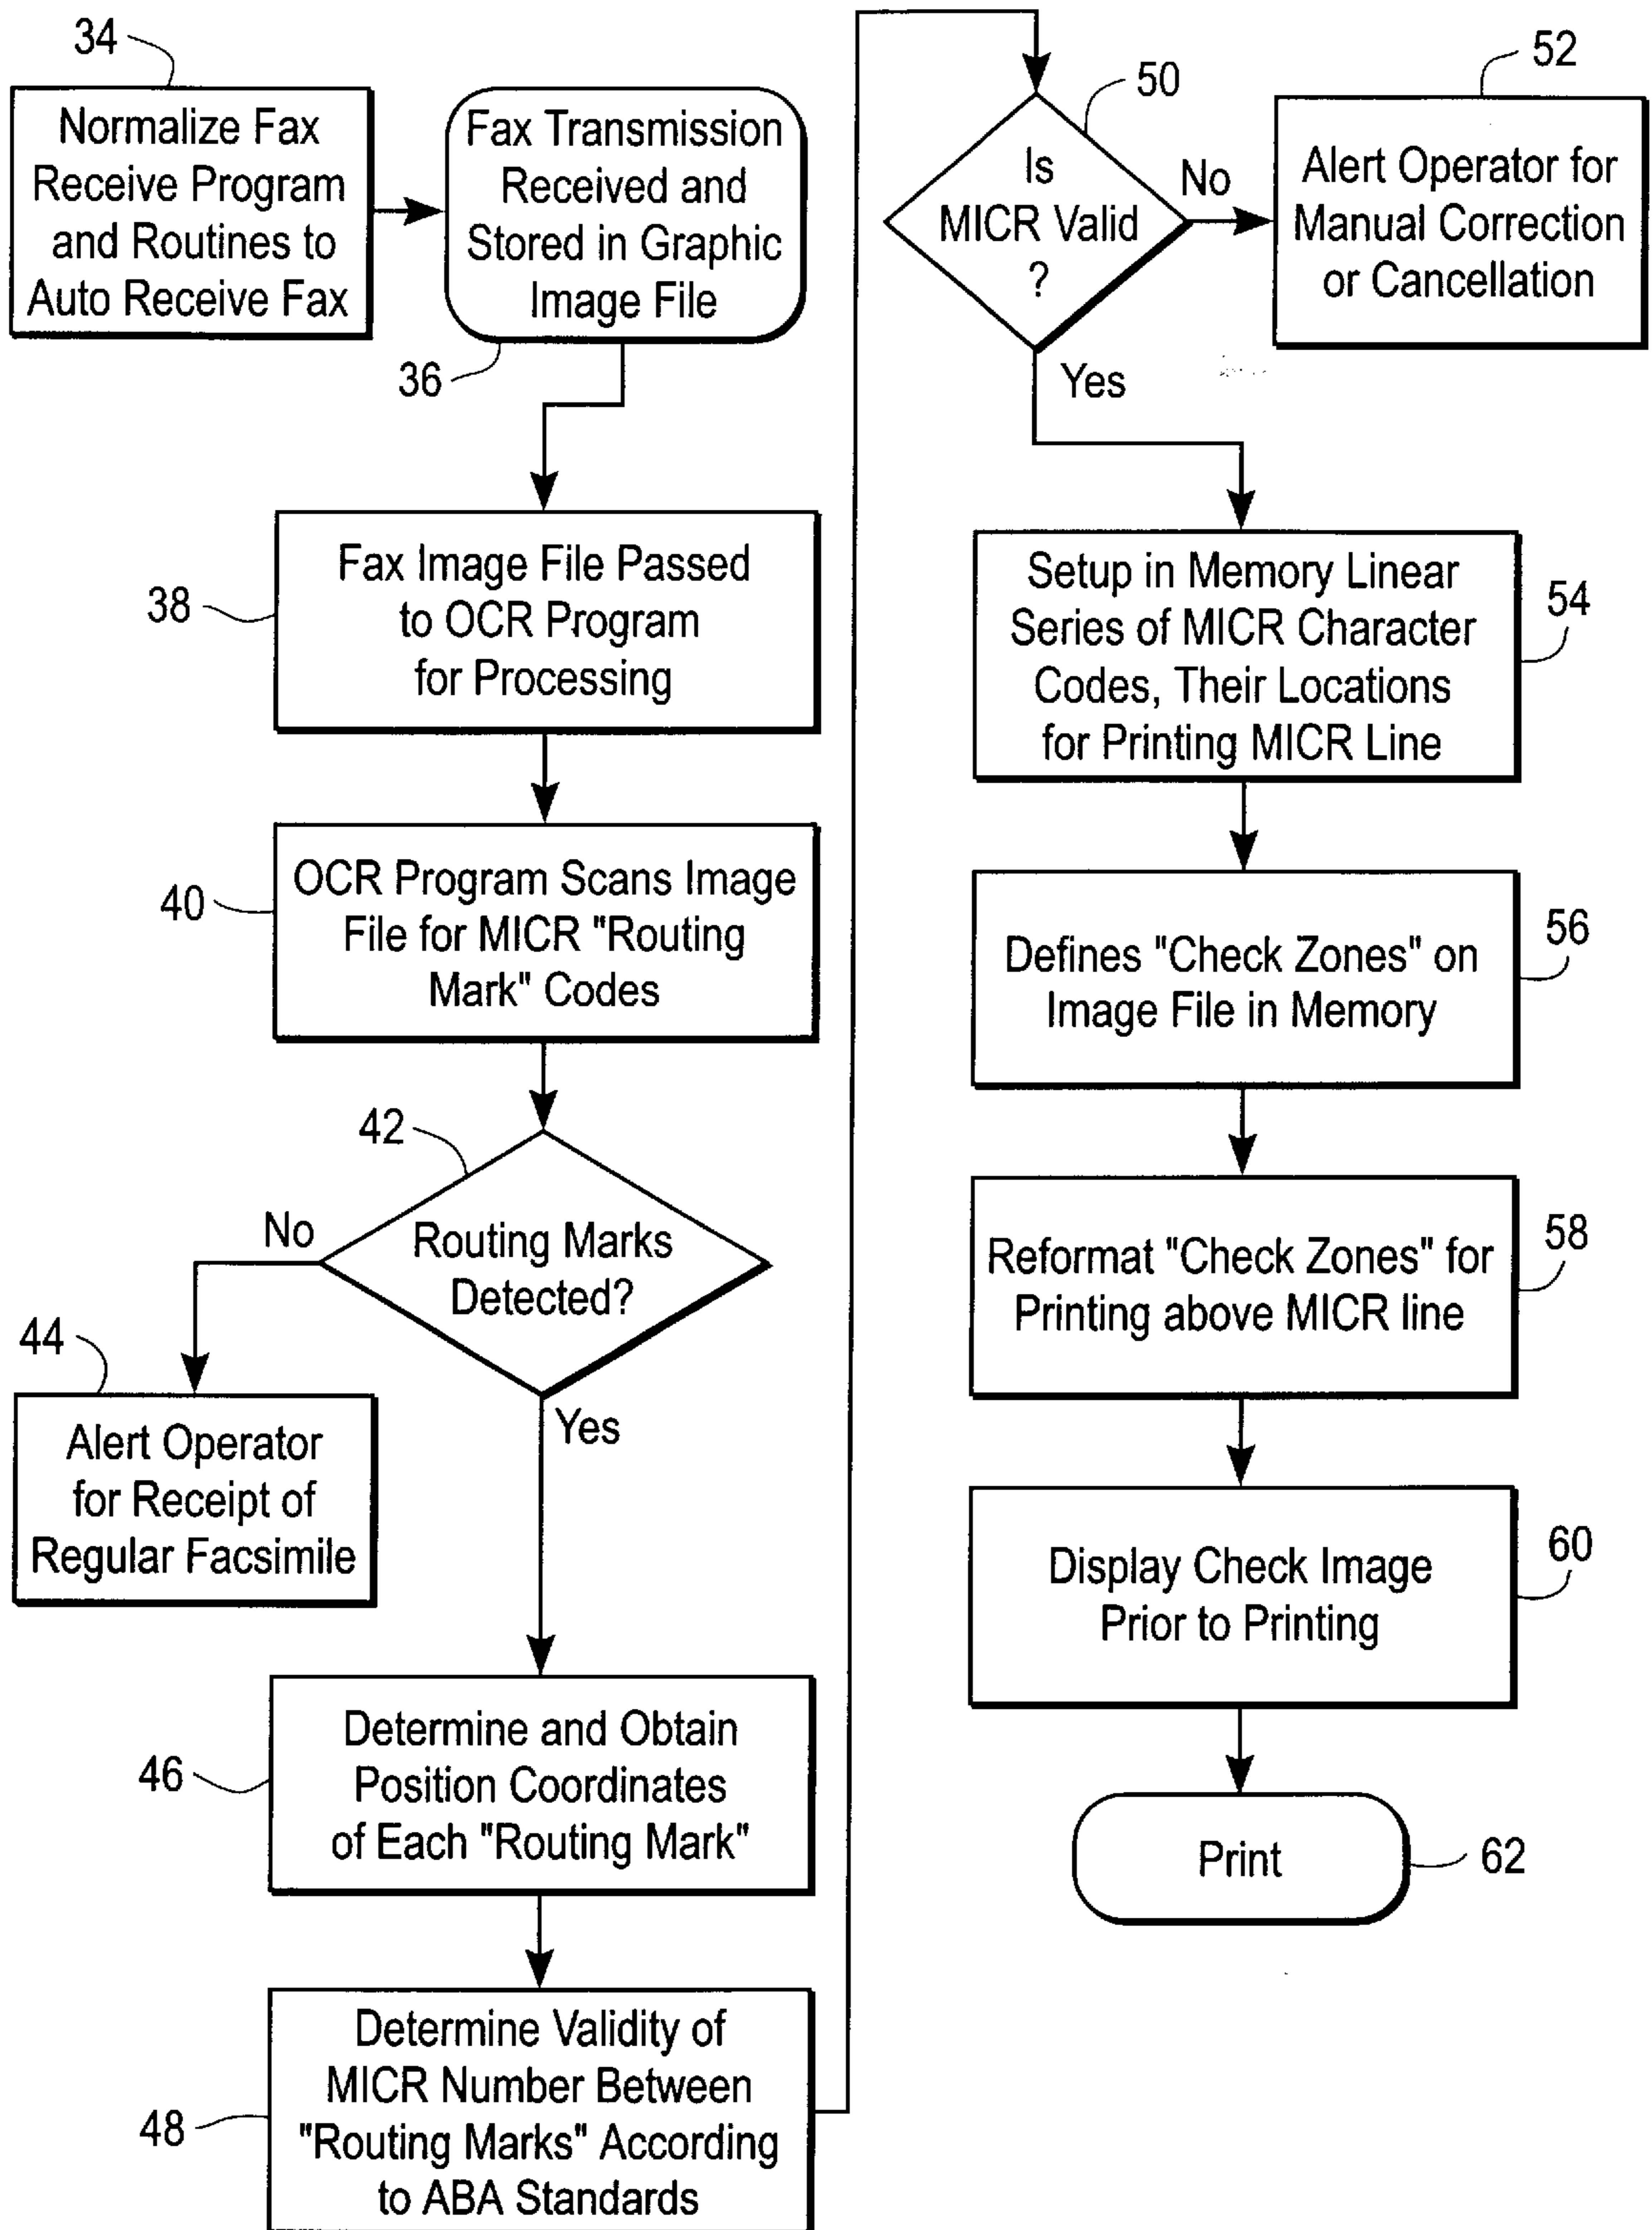 34
Normalize Fax
Receive Program
and Routines to
Auto Receive Fax
Fax Transmission
Received and
Stored in Graphic
Image File
36
38
Fax Image File Passed
to OCR Program
for Processing
40
OCR Program Scans Image
File for MICR "Routing
Mark" Codes
42
Routing Marks
Detected?
No
Yes
44
Alert Operator
for Receipt of
Regular Facsimile
46
Determine and Obtain
Position Coordinates
of Each "Routing Mark"
48
Determine Validity of
MICR Number Between
"Routing Marks" According
to ABA Standards
50
Is
MICR Valid
?
No
Yes
52
Alert Operator for
Manual Correction
or Cancellation
Setup in Memory Linear
Series of MICR Character
Codes, Their Locations
for Printing MICR Line
54
Defines "Check Zones" on
Image File in Memory
56
Reformat "Check Zones" for
Printing above MICR line
58
Display Check Image
Prior to Printing
60
Print
62